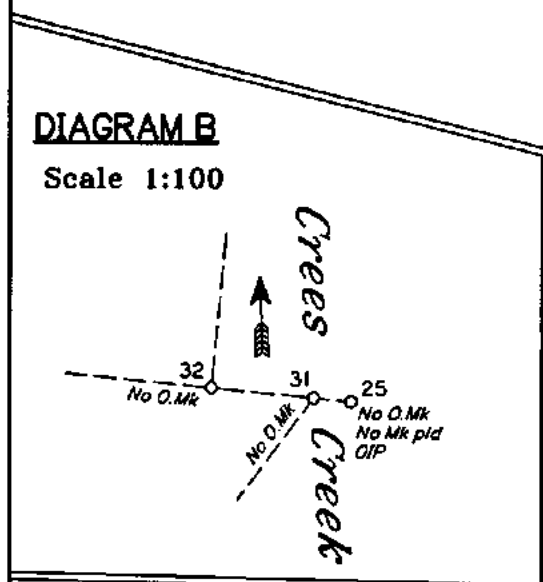 DIAGRAM B
Scale 1:100
Crees
32
No O.Mk
31
No O.Mk
25
No O.Mk
No Mk pld
OIP
Creek